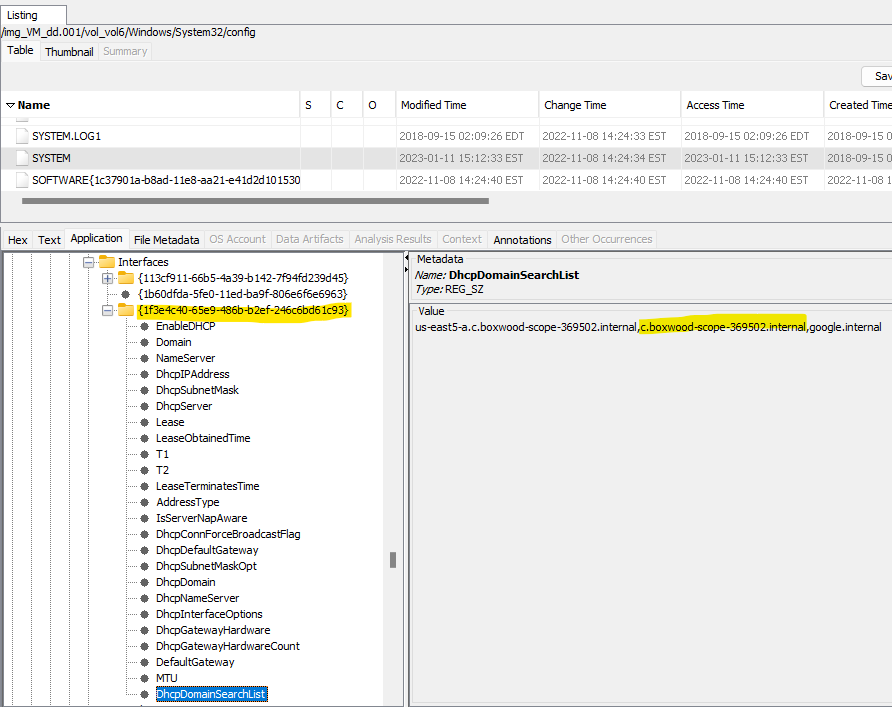 Listing
/img_VM_dd.001/vol_vol6/Windows/System32/config
Table Thumbnail Summary
Sav
Name S C O Modified Time Change Time Access Time Created Time
SYSTEM.LOG1 2018-09-15 02:09:26 EDT 2022-11-08 14:24:33 EST 2018-09-15 02:09:26 EDT 2018-09-15 0
SYSTEM 2023-01-11 15:12:33 EST 2022-11-08 14:24:34 EST 2023-01-11 15:12:33 EST 2018-09-15 0
SOFTWARE{1c37901a-b8ad-11e8-aa21-e41d2d101530 2022-11-08 14:24:40 EST 2022-11-08 14:24:40 EST 2022-11-08 14:24:40 EST 2022-11-08 1
Hex Text Application File Metadata OS Account Data Artifacts Analysis Results Context Annotations Other Occurrences
Interfaces
{113cf911-66b5-4a39-b142-7f94fd239d45}
{1b60dfda-5fe0-11ed-ba9f-806e6f6e6963}
{1f3e4c40-65e9-486b-b2ef-246c6bd61c93}
EnableDHCP
Domain
NameServer
DhcpIPAddress
DhcpSubnetMask
DhcpServer
Lease
LeaseObtainedTime
T1
T2
LeaseTerminatesTime
AddressType
IsServerNapAware
DhcpConnForceBroadcastFlag
DhcpDefaultGateway
DhcpSubnetMaskOpt
DhcpDomain
DhcpNameServer
DhcpInterfaceOptions
DhcpGatewayHardware
DhcpGatewayHardwareCount
DefaultGateway
MTU
DhcpDomainSearchList
Metadata
Name: DhcpDomainSearchList
Type: REG_SZ
Value
us-east5-a.c.boxwood-scope-369502.internal,c.boxwood-scope-369502.internal,google.internal